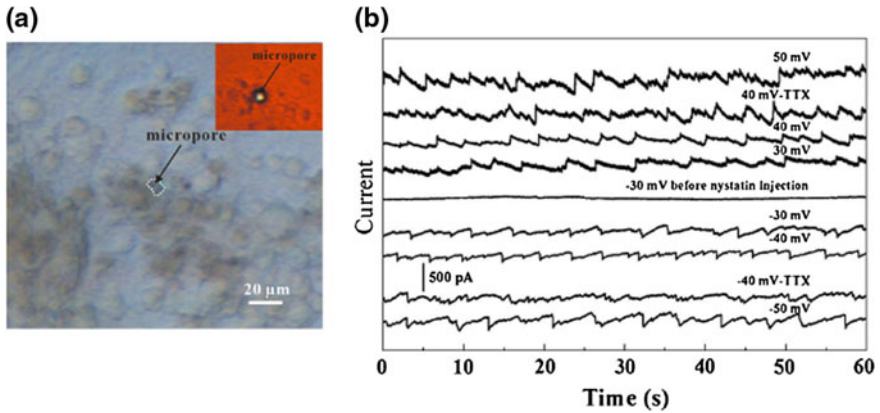 (a)
micropore
micropore
20 µm
(b)
Current
50 mV
40 mV-TTX
40 mV
30 mV
-30 mV before nystatin Injection
-30 mV
-40 mV
500 pA
-40 mV-TTX
-50 mV
0 10 20 30 40 50 60
Time (s)